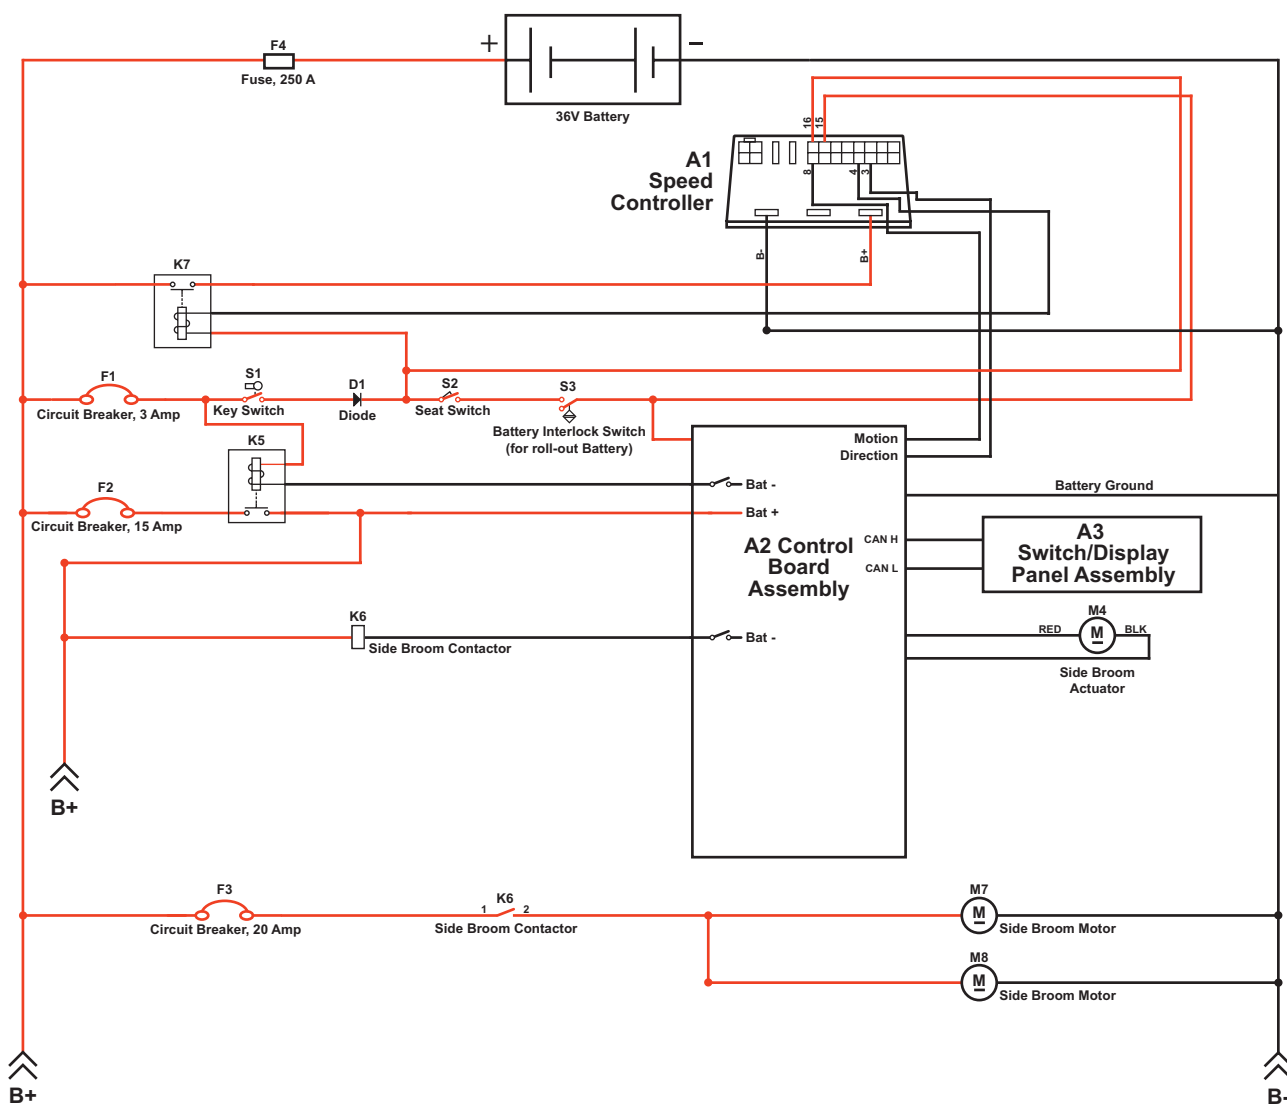 F4
Fuse, 250 A
+
−
36V Battery
16
15
A1
Speed
Controller
8
4
3
B-
B+
K7
F1
Circuit Breaker, 3 Amp
S1
Key Switch
D1
Diode
S2
Seat Switch
S3
Battery Interlock Switch
(for roll-out Battery)
K5
F2
Circuit Breaker, 15 Amp
Motion
Direction
Bat -
Bat +
Battery Ground
A2 Control
Board
Assembly
CAN H
CAN L
A3
Switch/Display
Panel Assembly
K6
Side Broom Contactor
Bat -
M4
RED
M
BLK
Side Broom
Actuator
B+
F3
Circuit Breaker, 20 Amp
K6
1
2
Side Broom Contactor
M7
M
Side Broom Motor
M8
M
Side Broom Motor
B+
B-